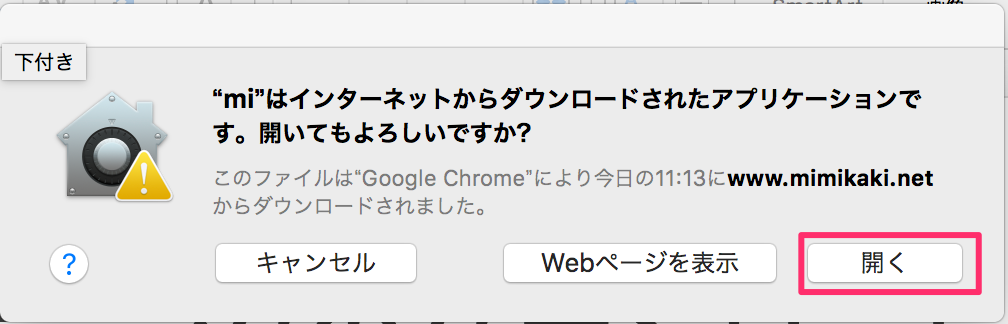 SmartArt
下付き
“mi”はインターネットからダウンロードされたアプリケーションで
す。開いてもよろしいですか?
このファイルは“Google Chrome”により今日の11:13にwww.mimikaki.net
からダウンロードされました。
?
キャンセル
Webページを表示
開く